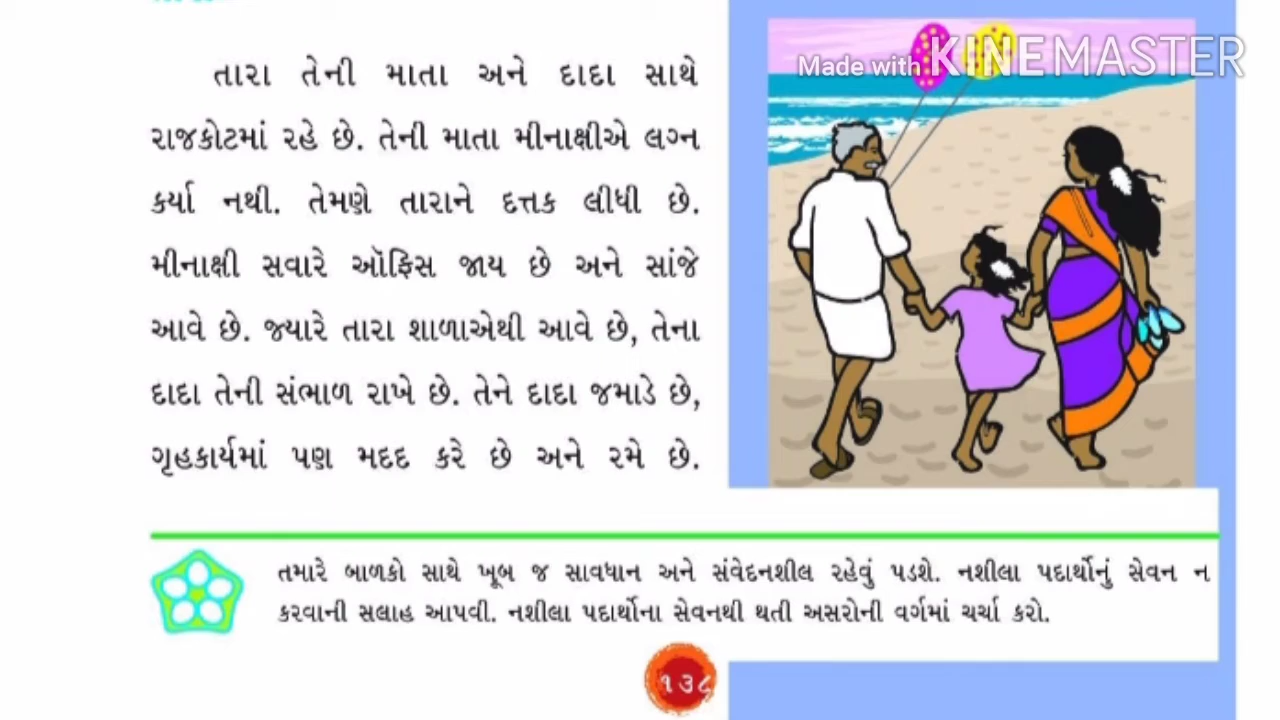 Made with KINEMASTER
તારા તેની માતા અને દાદા સાથે
રાજકોટમાં રહે છે. તેની માતા મીનાક્ષીએ લગ્ન
કર્યા નથી. તેમણે તારાને દત્તક લીધી છે.
મીનાક્ષી સવારે ઑફિસ જાય છે અને સાંજે
આવે છે. જ્યારે તારા શાળાએથી આવે છે, તેના
દાદા તેની સંભાળ રાખે છે. તેને દાદા જમાડે છે,
ગૃહકાર્યમાં પણ મદદ કરે છે અને રમે છે.
તમારે બાળકો સાથે ખૂબ જ સાવધાન અને સંવેદનશીલ રહેવું પડશે. નશીલા પદાર્થોનું સેવન ન
કરવાની સલાહ આપવી. નશીલા પદાર્થોના સેવનથી થતી અસરોની વર્ગમાં ચર્ચા કરો.
૧૩૮